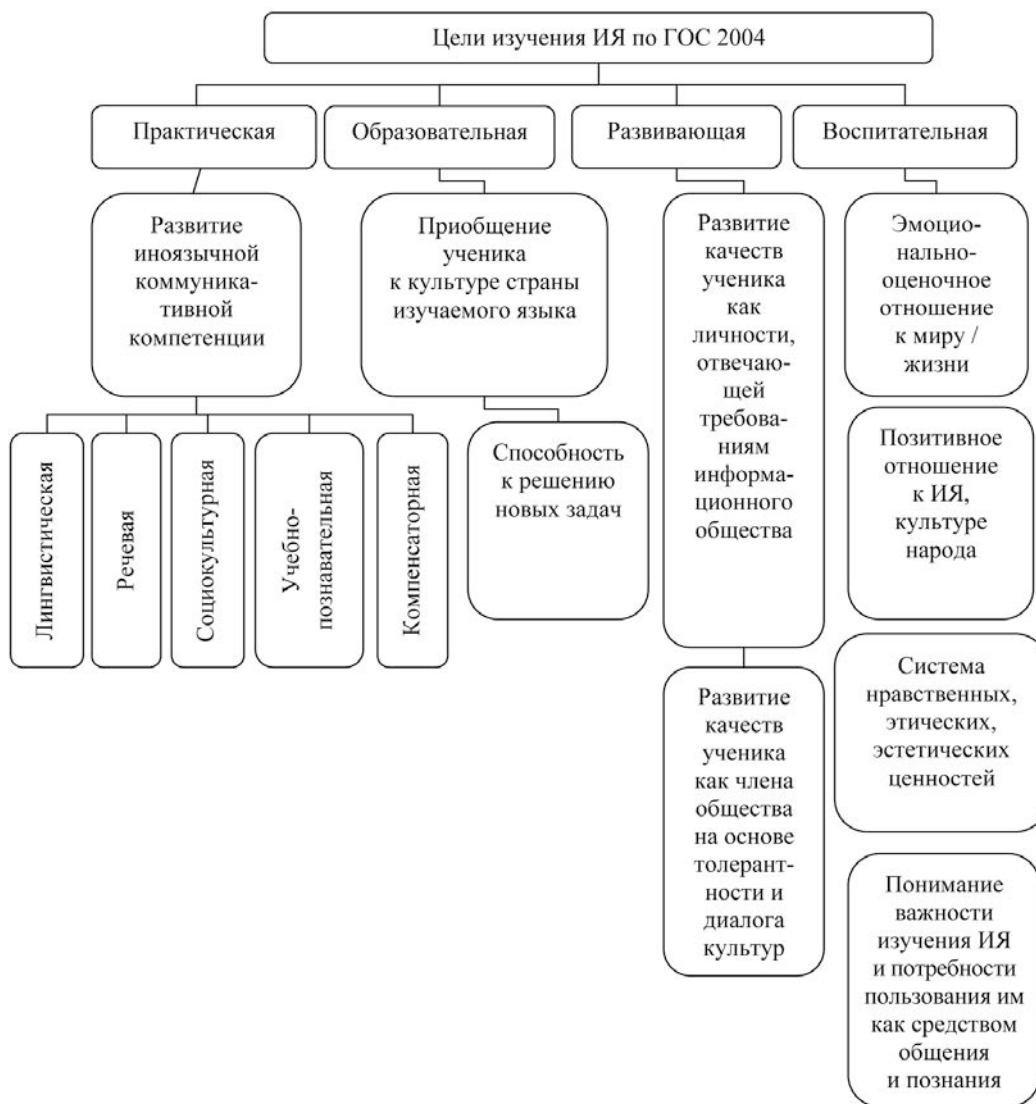 Цели изучения ИЯ по ГОС 2004
Практическая
Образовательная
Развивающая
Воспитательная
Развитие
иноязычной
коммуника-
тивной
компетенции
Лингвистическая
Речевая
Социокультурная
Учебно-
познавательная
Компенсаторная
Приобщение
ученика
к культуре страны
изучаемого языка
Способность
к решению
новых задач
Развитие
качеств
ученика
как
личности,
отвечаю-
щей
требова-
ниям
информа-
ционного
общества
Развитие
качеств
ученика
как члена
общества
на основе
толерант-
ности и
диалога
культур
Эмоцио-
нально-
оценочное
отношение
к миру /
жизни
Позитивное
отношение
к ИЯ,
культуре
народа
Система
нравственных,
этических,
эстетических
ценностей
Понимание
важности
изучения ИЯ
и потребности
пользования им
как средством
общения
и познания